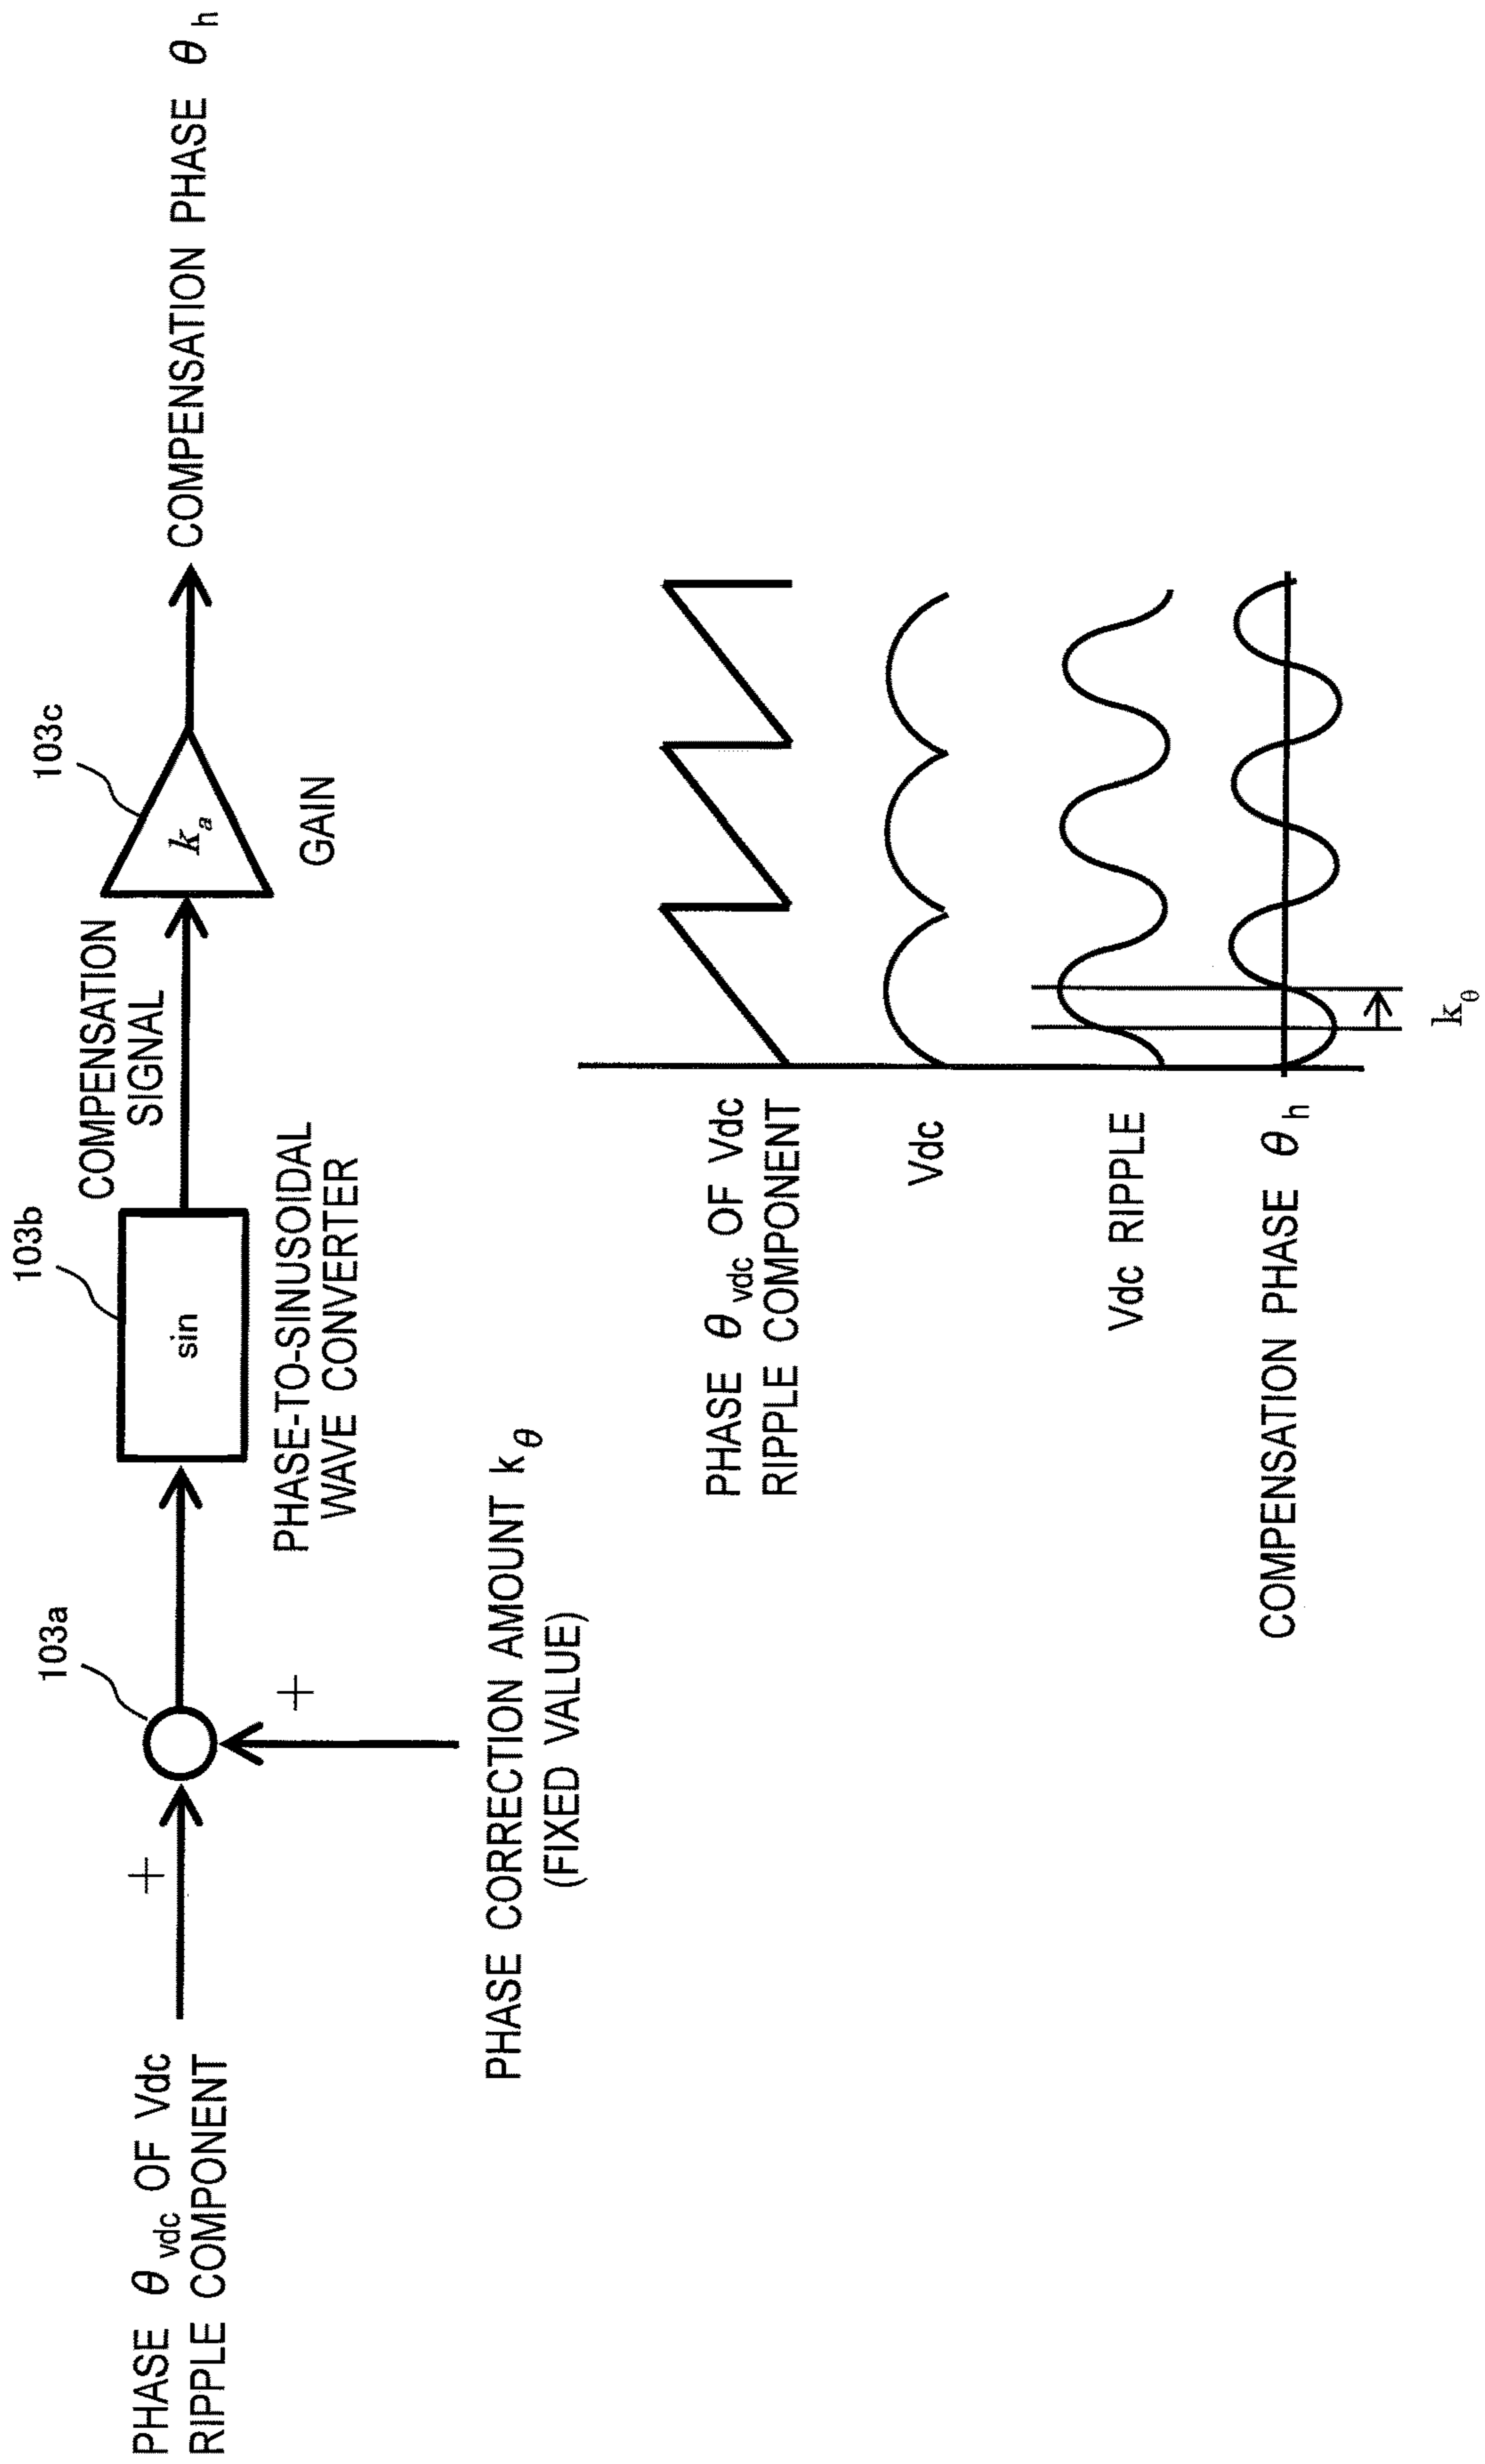 PHASE θvdc OF Vdc
RIPPLE COMPONENT
+
103a
+
PHASE CORRECTION AMOUNT kθ
(FIXED VALUE)
103b
sin
PHASE-TO-SINUSOIDAL
WAVE CONVERTER
COMPENSATION
SIGNAL
103c
ka
GAIN
COMPENSATION PHASE θh
PHASE θvdc OF Vdc
RIPPLE COMPONENT
Vdc
Vdc RIPPLE
COMPENSATION PHASE θh
kθ